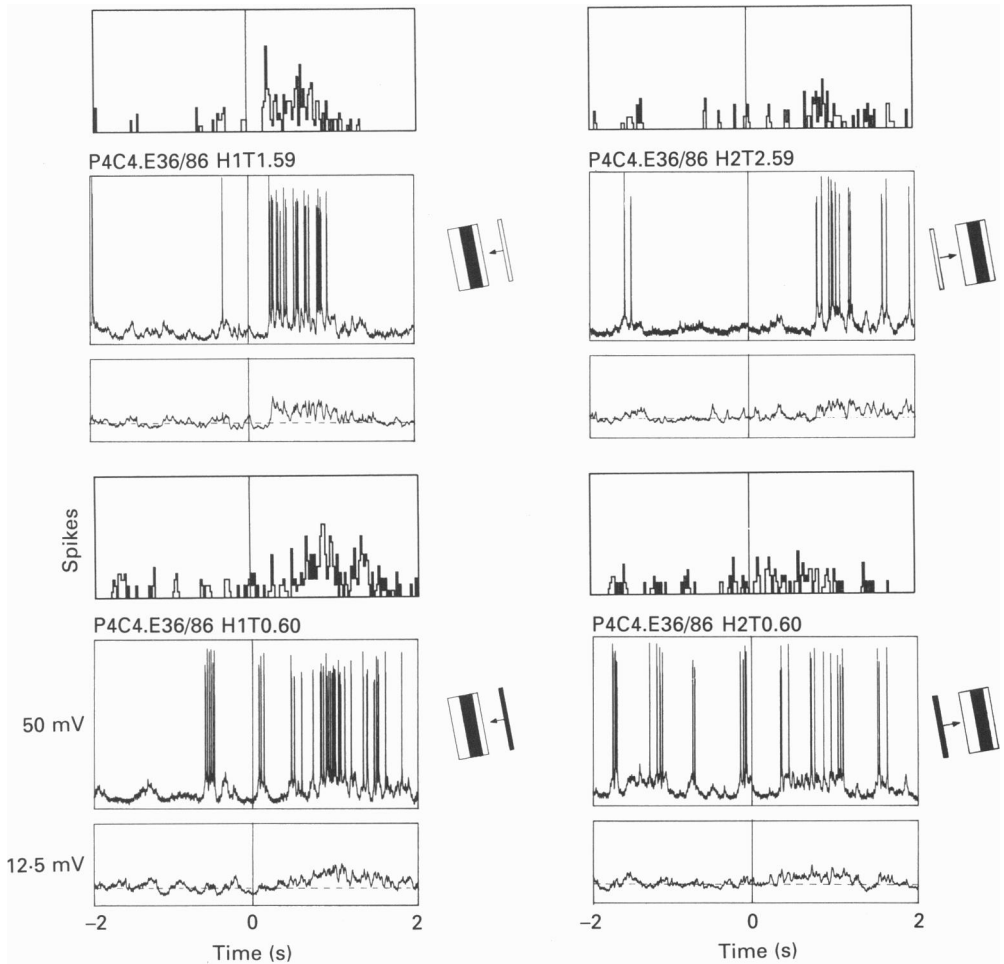 P4C4.E36/86 H1T1.59
P4C4.E36/86 H2T2.59
Spikes
P4C4.E36/86 H1T0.60
P4C4.E36/86 H2T0.60
50 mV
12·5 mV
−2 0 2
−2 0 2
Time (s)
Time (s)